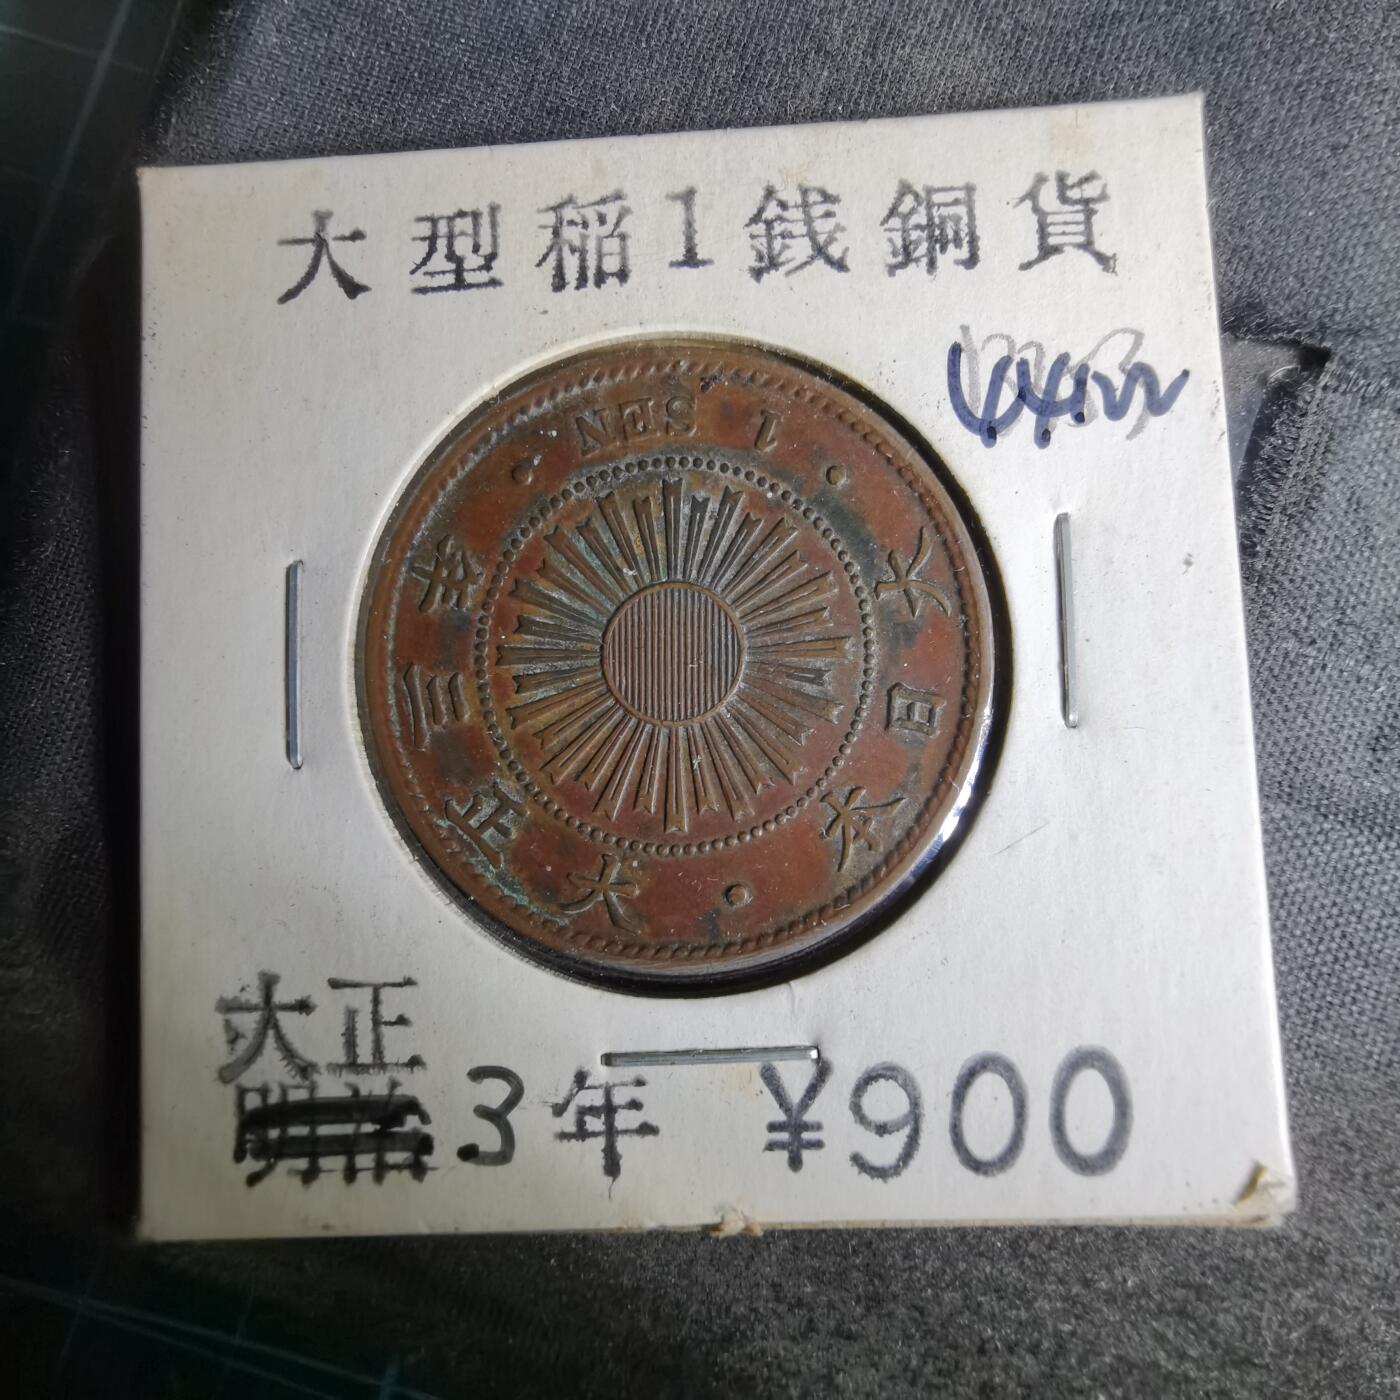 大型稲1銭銅貨
1 SEN
大日本
大正三年
大正
明治3年 ¥900